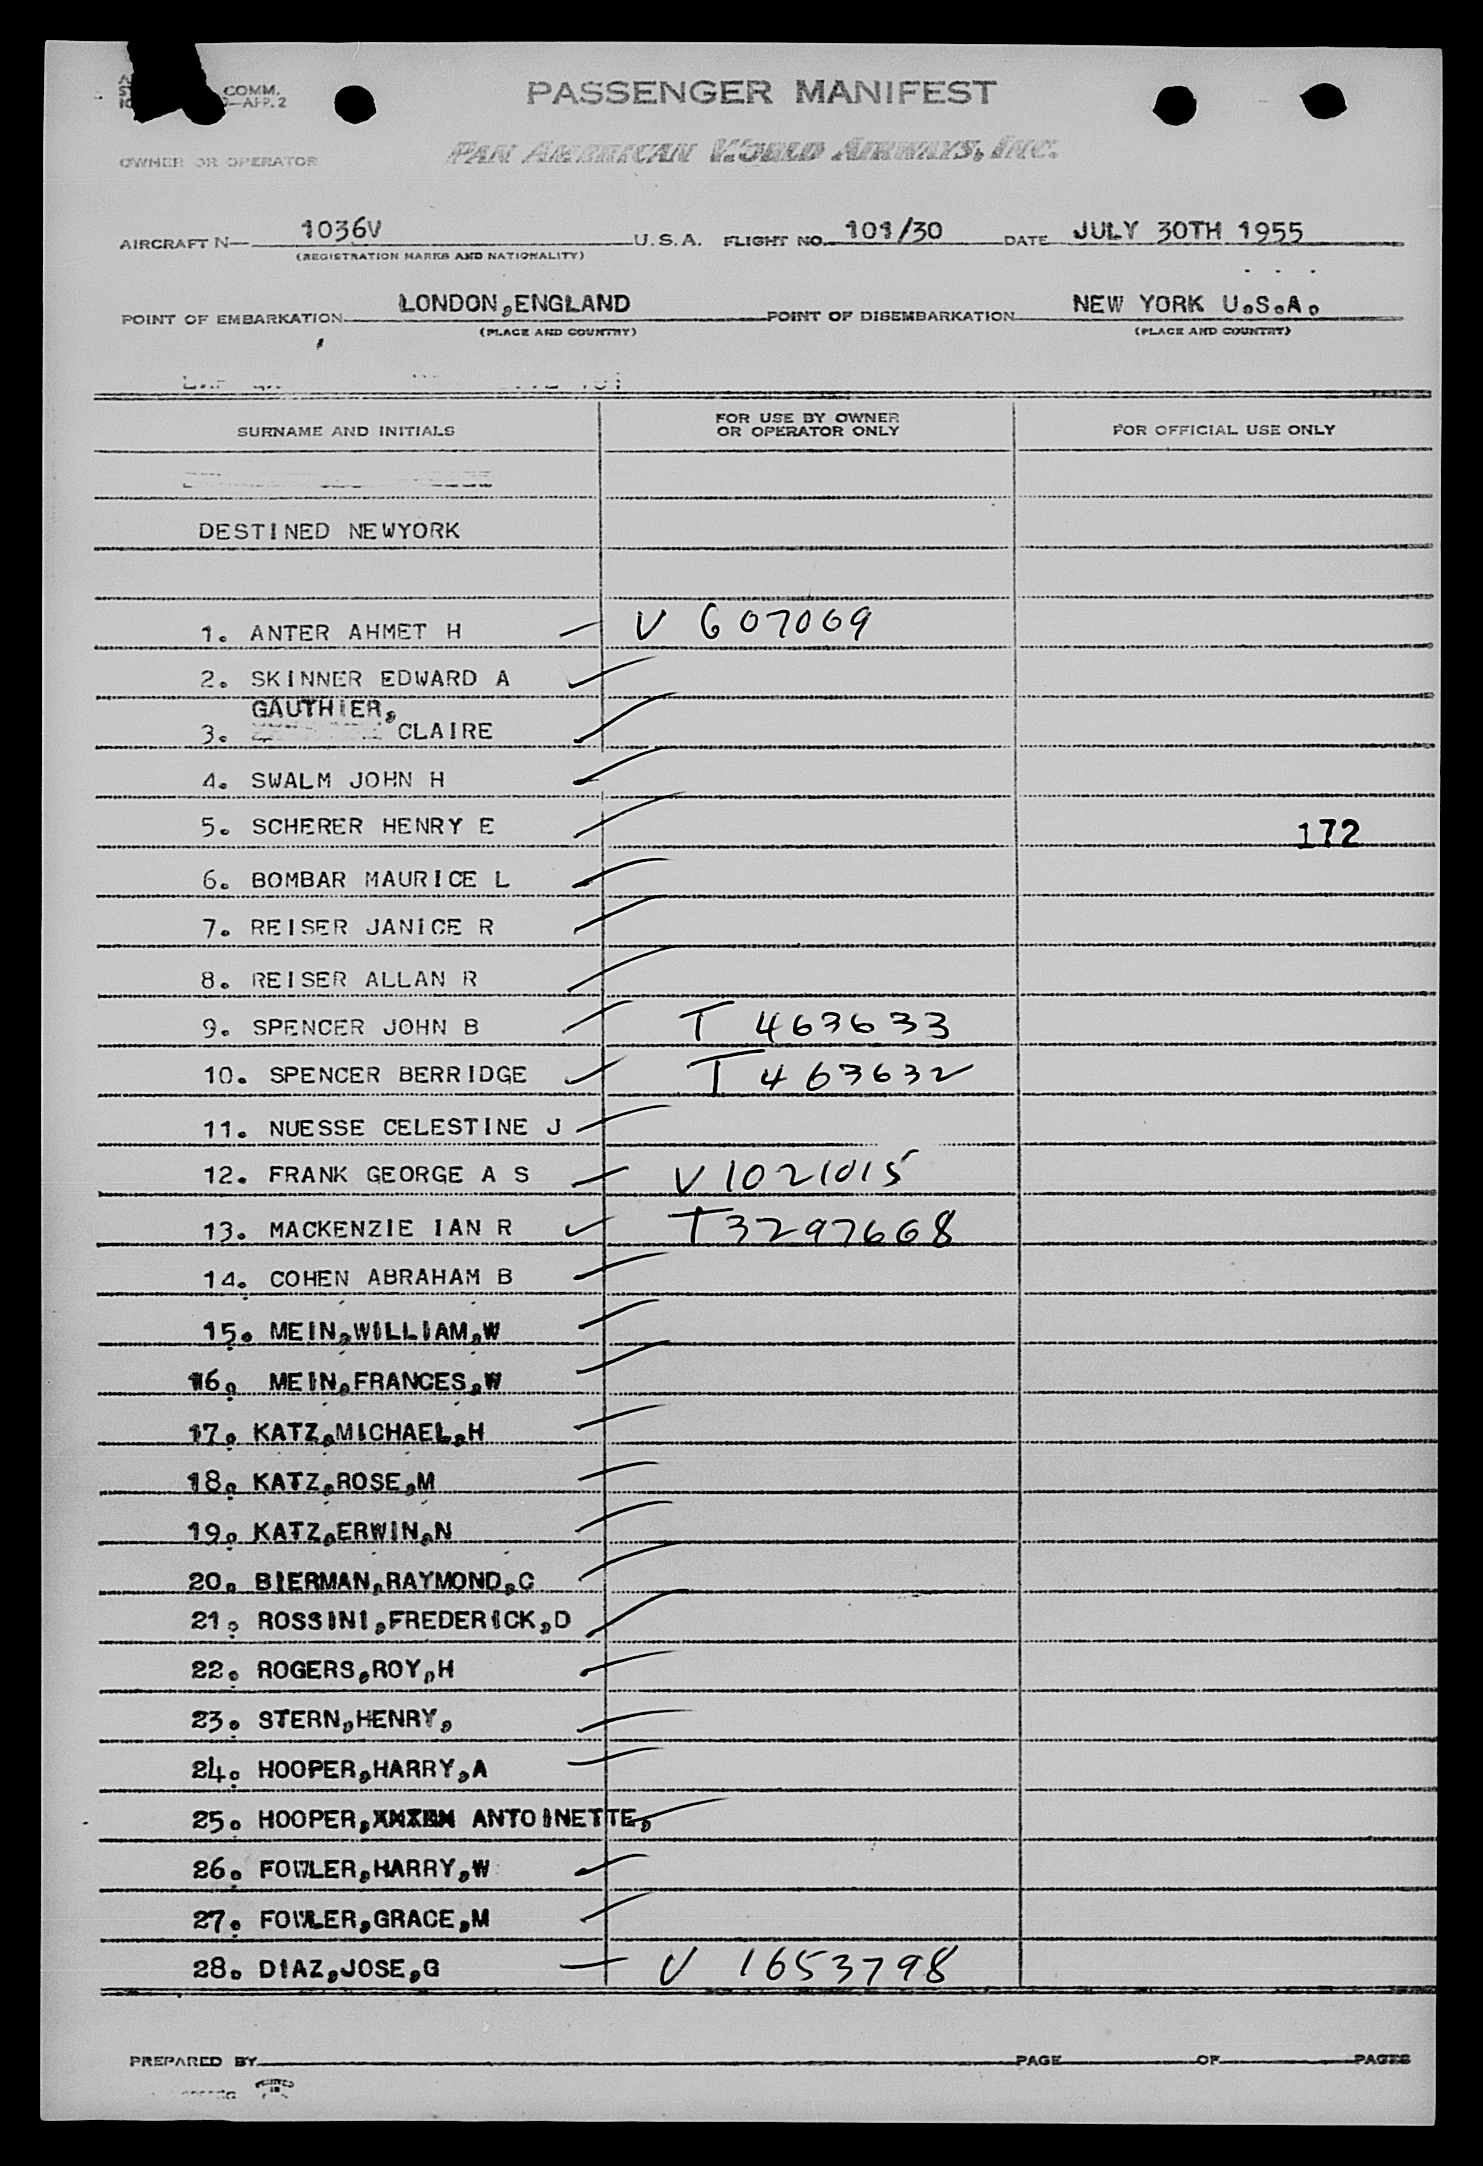 COMM.
—APP. 2
PASSENGER MANIFEST
OWNER OR OPERATOR PAN AMERICAN WORLD AIRWAYS, INC.
AIRCRAFT N— 1036V U.S.A. FLIGHT NO. 101/30 DATE JULY 30TH 1955
(REGISTRATION MARKS AND NATIONALITY)
POINT OF EMBARKATION LONDON,ENGLAND POINT OF DISEMBARKATION NEW YORK U.S.A.
(PLACE AND COUNTRY) (PLACE AND COUNTRY)
SURNAME AND INITIALS FOR USE BY OWNER OR OPERATOR ONLY FOR OFFICIAL USE ONLY
DESTINED NEWYORK
1. ANTER AHMET H V 607069
2. SKINNER EDWARD A
GAUTHIER,
3. CLAIRE
4. SWALM JOHN H
5. SCHERER HENRY E 172
6. BOMBAR MAURICE L
7. REISER JANICE R
8. REISER ALLAN R
9. SPENCER JOHN B T 463633
10. SPENCER BERRIDGE T 463632
11. NUESSE CELESTINE J
12. FRANK GEORGE A S V1021015
13. MACKENZIE IAN R T3297668
14. COHEN ABRAHAM B
15. MEIN,WILLIAM,W
16. MEIN,FRANCES,W
17. KATZ,MICHAEL,H
18. KATZ,ROSE,M
19. KATZ,ERWIN,N
20. BIERMAN,RAYMOND,C
21. ROSSINI,FREDERICK,D
22. ROGERS,ROY,H
23. STERN,HENRY,
24. HOOPER,HARRY,A
25. HOOPER, ANTOINETTE,
26. FOWLER,HARRY,W
27. FOWLER,GRACE,M
28. DIAZ,JOSE,G V 1653798
PREPARED BY PAGE OF PAGES